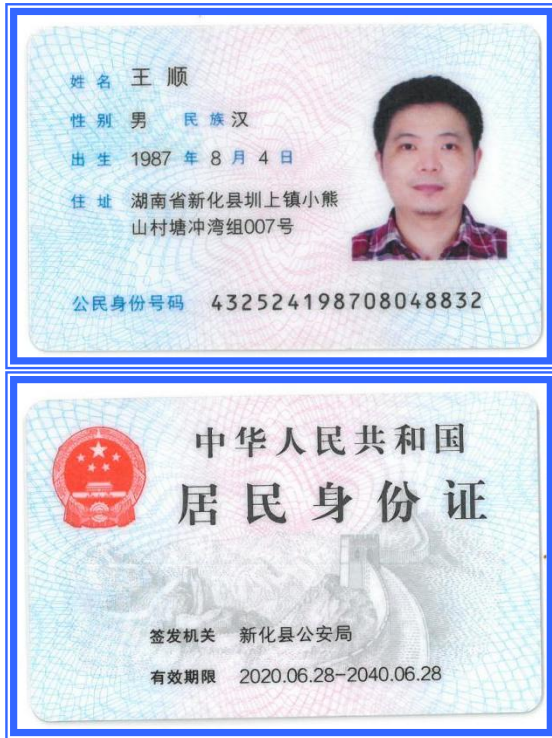 姓名 王顺
性别 男 民族 汉
出生 1987 年 8 月 4 日
住址 湖南省新化县圳上镇小熊
山村塘冲湾组007号
公民身份号码 432524198708048832
中华人民共和国
居民身份证
签发机关 新化县公安局
有效期限 2020.06.28-2040.06.28